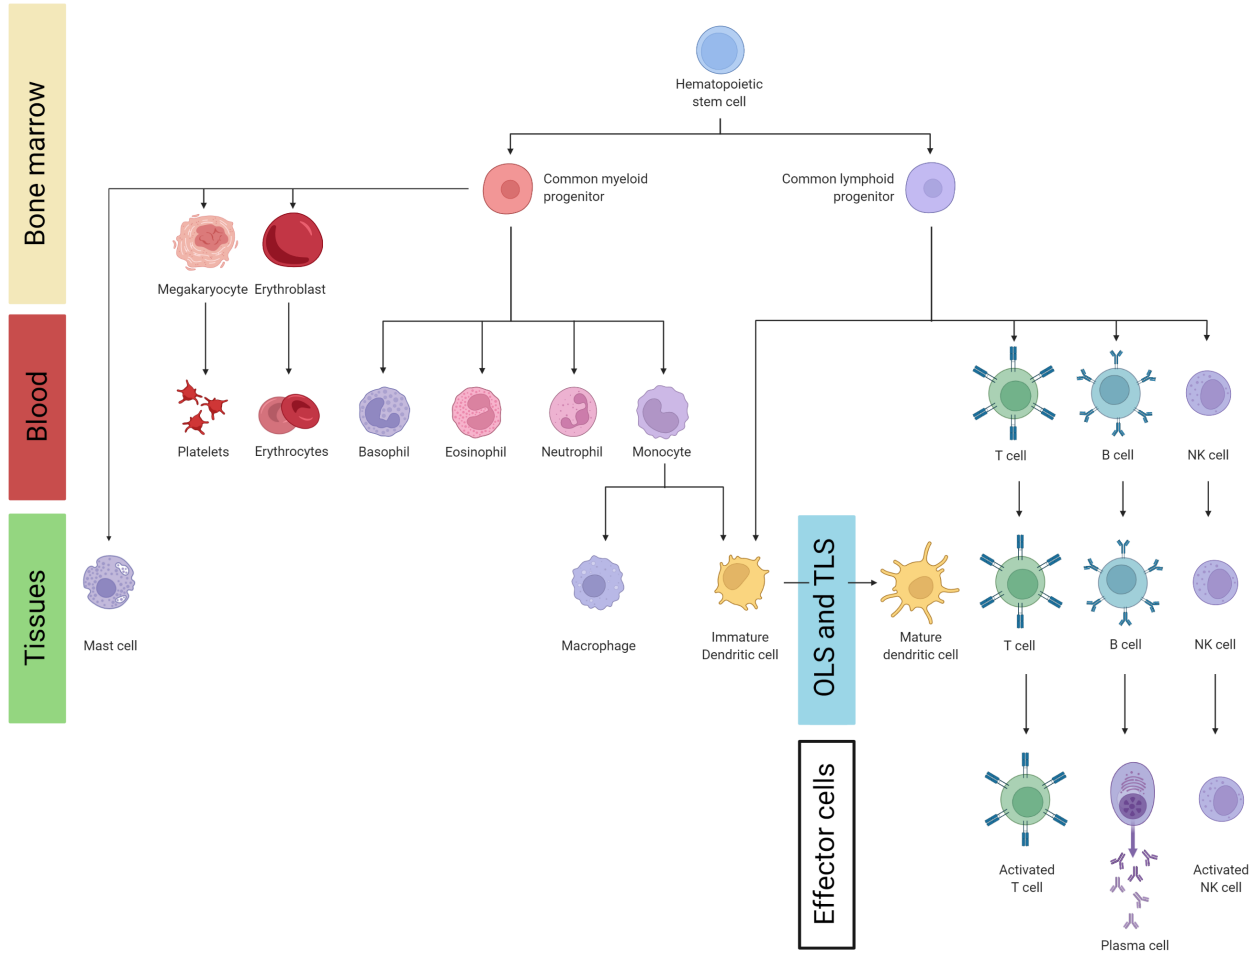 Bone marrow
Hematopoietic
stem cell
Common myeloid
progenitor
Common lymphoid
progenitor
Megakaryocyte
Erythroblast
Blood
Platelets
Erythrocytes
Basophil
Eosinophil
Neutrophil
Monocyte
T cell
B cell
NK cell
Tissues
Mast cell
Macrophage
Immature
Dendritic cell
OLS and TLS
Mature
dendritic cell
T cell
B cell
NK cell
Effector cells
Activated
T cell
Plasma cell
Activated
NK cell